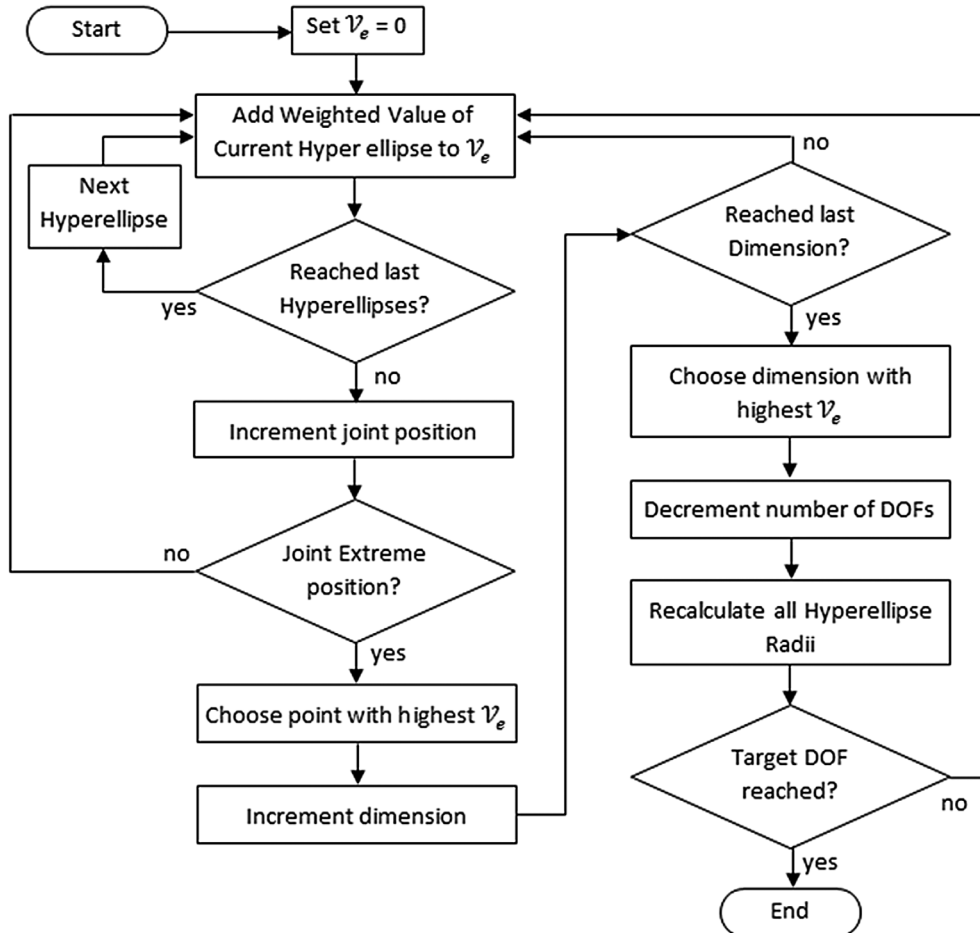 Start
Set 𝒱ₑ = 0
Add Weighted Value of
Current Hyper ellipse to 𝒱ₑ
Next
Hyperellipse
Reached last
Hyperellipses?
yes
no
Increment joint position
Joint Extreme
position?
no
yes
Choose point with highest 𝒱ₑ
Increment dimension
no
Reached last
Dimension?
yes
Choose dimension with
highest 𝒱ₑ
Decrement number of DOFs
Recalculate all Hyperellipse
Radii
Target DOF
reached?
no
yes
End